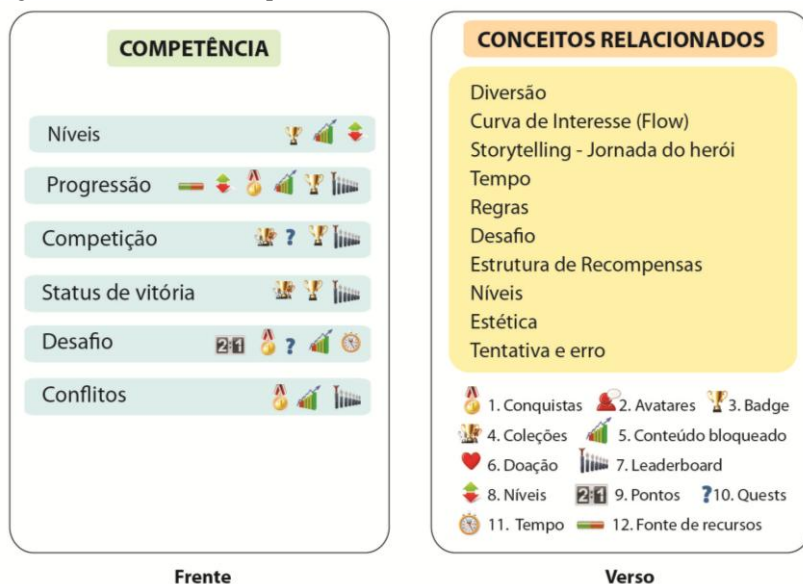 COMPETÊNCIA
Níveis
Progressão
Competição
Status de vitória
Desafio
Conflitos
Frente
CONCEITOS RELACIONADOS
Diversão
Curva de Interesse (Flow)
Storytelling - Jornada do herói
Tempo
Regras
Desafio
Estrutura de Recompensas
Níveis
Estética
Tentativa e erro
1. Conquistas 2. Avatares 3. Badge
4. Coleções 5. Conteúdo bloqueado
6. Doação 7. Leaderboard
8. Níveis 9. Pontos 10. Quests
11. Tempo 12. Fonte de recursos
Verso